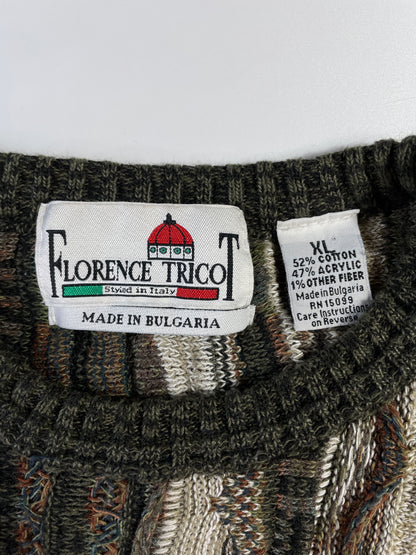 FLORENCE TRICOT
Styled in Italy
MADE IN BULGARIA
XL
52% COTTON
47% ACRYLIC
1% OTHER FIBER
Made in Bulgaria
RN 15099
Care Instruction
on Reverse